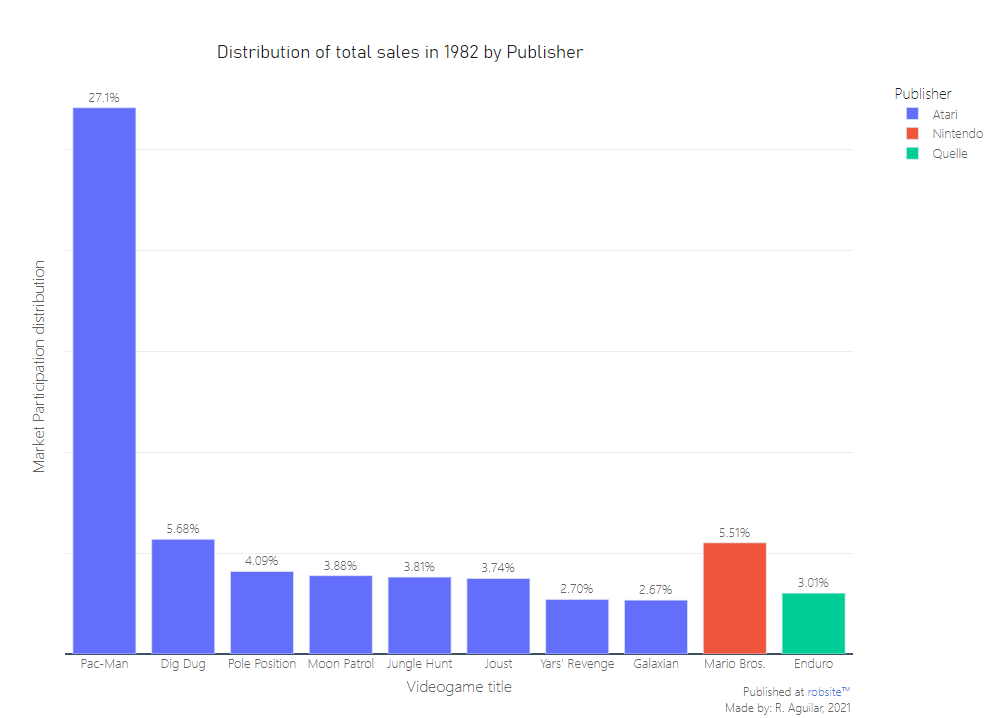 Distribution of total sales in 1982 by Publisher
27.1%
5.68%
4.09%
3.88%
3.81%
3.74%
2.70%
2.67%
5.51%
3.01%
Publisher
Atari
Nintendo
Quelle
Market Participation distribution
Pac-Man Dig Dug Pole Position Moon Patrol Jungle Hunt Joust Yars' Revenge Galaxian Mario Bros. Enduro
Videogame title
Published at robsite™
Made by: R. Aguilar, 2021